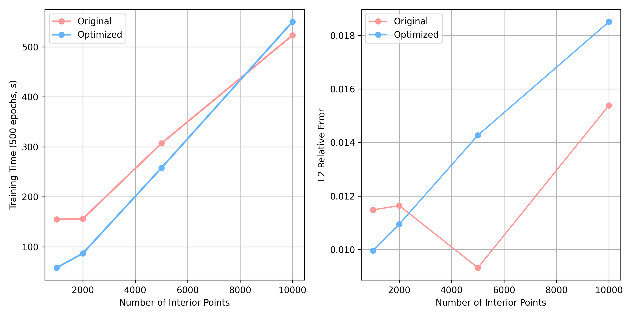 Original
Optimized
500
400
300
200
100
Training Time (500 epochs, s)
2000
4000
6000
8000
10000
Number of Interior Points
Original
Optimized
0.018
0.016
0.014
0.012
0.010
L2 Relative Error
2000
4000
6000
8000
10000
Number of Interior Points